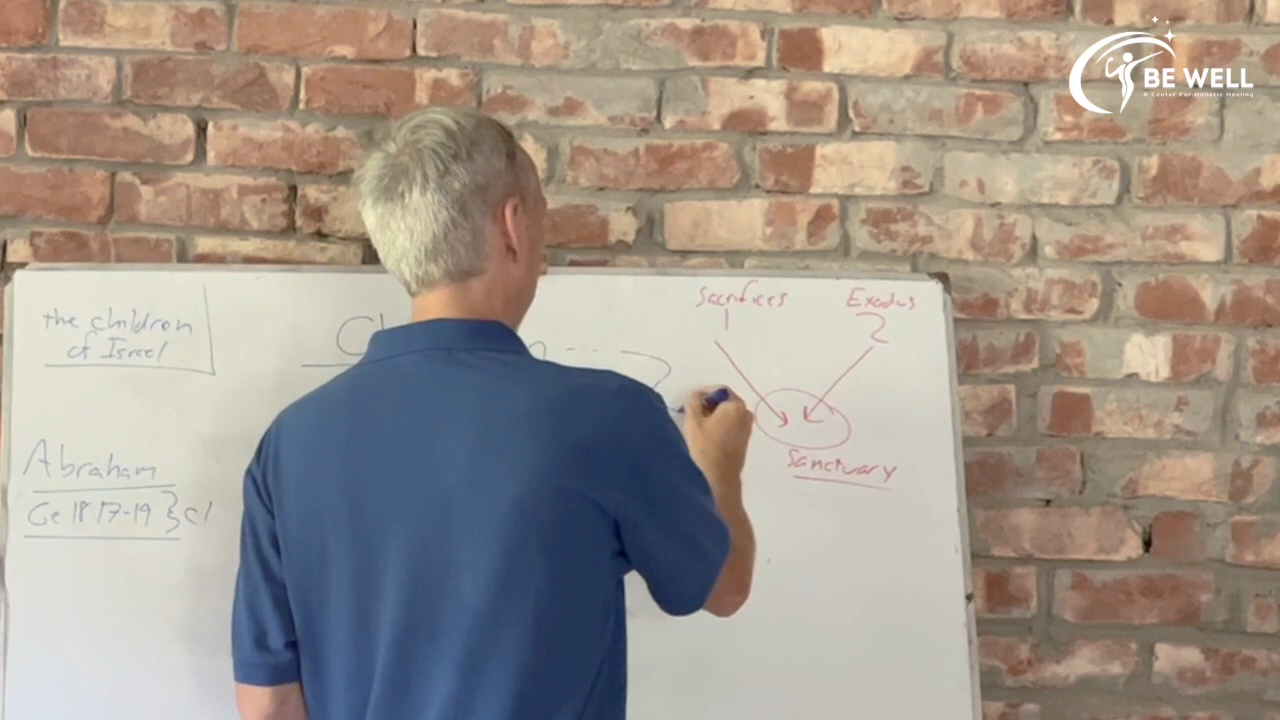 BE WELL
A Center For Holistic Healing
the children
of Israel
Sacrifices
Exodus
Sanctuary
Abraham
Ge 18 17-19